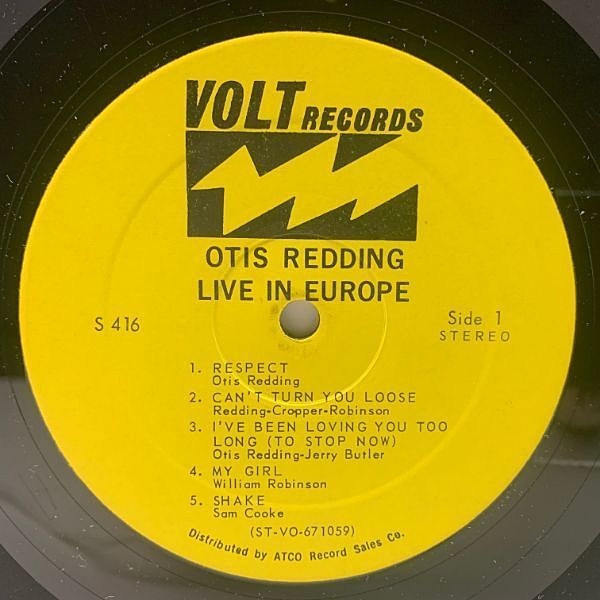 VOLT RECORDS
OTIS REDDING
LIVE IN EUROPE
S 416
Side 1
STEREO
1. RESPECT
Otis Redding
2. CAN'T TURN YOU LOOSE
Redding-Cropper-Robinson
3. I'VE BEEN LOVING YOU TOO
LONG (TO STOP NOW)
Otis Redding-Jerry Butler
4. MY GIRL
William Robinson
5. SHAKE
Sam Cooke
(ST-VO-671059)
Distributed by ATCO Record Sales Co.